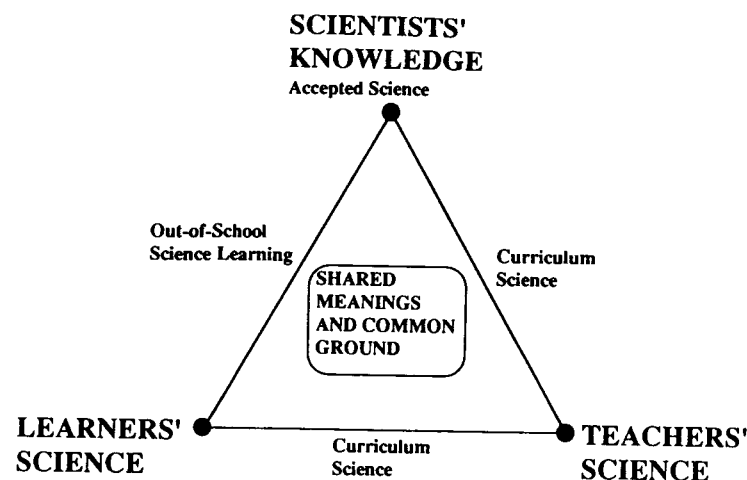 SCIENTISTS'
KNOWLEDGE
Accepted Science
Out-of-School
Science Learning
Curriculum
Science
SHARED
MEANINGS
AND COMMON
GROUND
LEARNERS'
SCIENCE
Curriculum
Science
TEACHERS'
SCIENCE